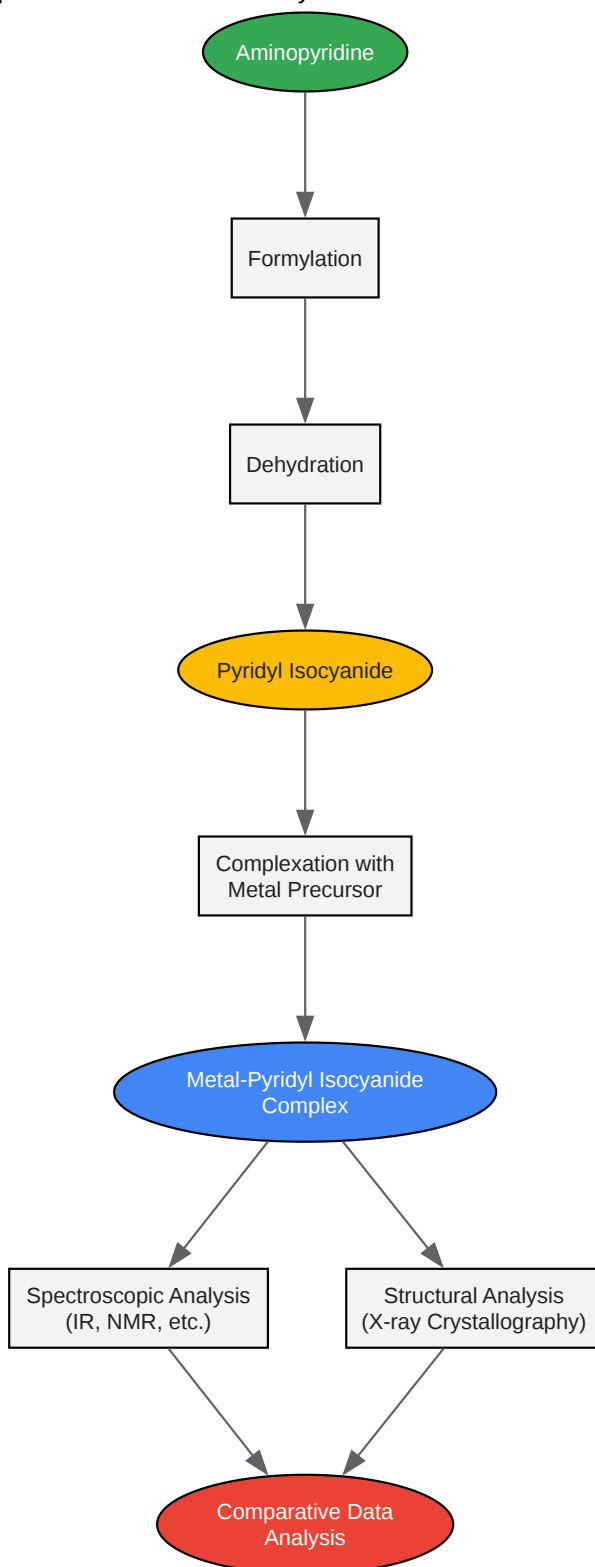 Aminopyridine
Formylation
Dehydration
Pyridyl Isocyanide
Complexation with
Metal Precursor
Metal-Pyridyl Isocyanide
Complex
Spectroscopic Analysis
(IR, NMR, etc.)
Structural Analysis
(X-ray Crystallography)
Comparative Data
Analysis